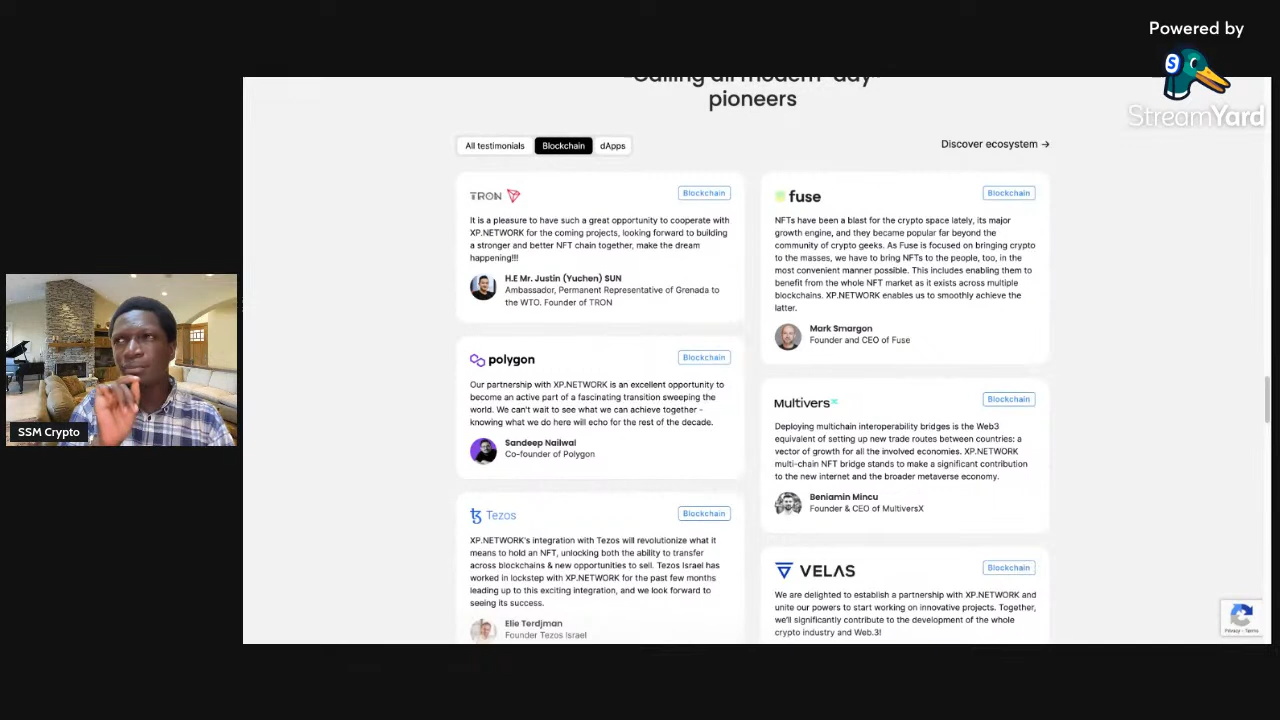 Powered by
StreamYard
Calling all modern-day
pioneers
All testimonials
Blockchain
dApps
Discover ecosystem →
TRON
Blockchain
It is a pleasure to have such a great opportunity to cooperate with
XP.NETWORK for the coming projects, looking forward to building
a stronger and better NFT chain together, make the dream
happening!!!
H.E Mr. Justin (Yuchen) SUN
Ambassador, Permanent Representative of Grenada to
the WTO. Founder of TRON
polygon
Blockchain
Our partnership with XP.NETWORK is an excellent opportunity to
become an active part of a fascinating transition sweeping the
world. We can't wait to see what we can achieve together -
knowing what we do here will echo for the rest of the decade.
Sandeep Nailwal
Co-founder of Polygon
Tezos
Blockchain
XP.NETWORK's integration with Tezos will revolutionize what it
means to hold an NFT, unlocking both the ability to transfer
across blockchains & new opportunities to sell. Tezos Israel has
worked in lockstep with XP.NETWORK for the past few months
leading up to this exciting integration, and we look forward to
seeing its success.
Elie Terdjman
Founder Tezos Israel
fuse
Blockchain
NFTs have been a blast for the crypto space lately, its major
growth engine, and they became popular far beyond the
community of crypto geeks. As Fuse is focused on bringing crypto
to the masses, we have to bring NFTs to the people, too, in the
most convenient manner possible. This includes enabling them to
benefit from the whole NFT market as it exists across multiple
blockchains. XP.NETWORK enables us to smoothly achieve the
latter.
Mark Smargon
Founder and CEO of Fuse
MultiversX
Blockchain
Deploying multichain interoperability bridges is the Web3
equivalent of setting up new trade routes between countries: a
vector of growth for all the involved economies. XP.NETWORK
multi-chain NFT bridge stands to make a significant contribution
to the new internet and the broader metaverse economy.
Beniamin Mincu
Founder & CEO of MultiversX
VELAS
Blockchain
We are delighted to establish a partnership with XP.NETWORK and
unite our powers to start working on innovative projects. Together,
we'll significantly contribute to the development of the whole
crypto industry and Web.3!
Privacy - Terms
SSM Crypto